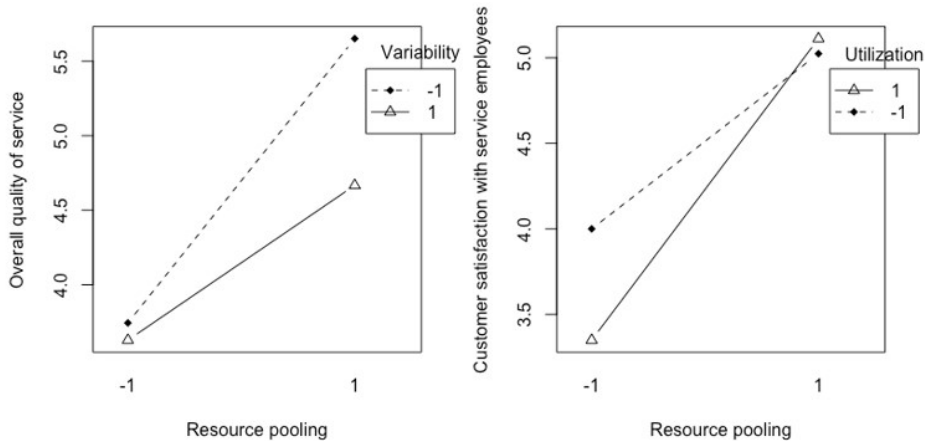 Overall quality of service
5.5
5.0
4.5
4.0
-1
1
Resource pooling
Variability
-1
1
Customer satisfaction with service employees
5.0
4.5
4.0
3.5
-1
1
Resource pooling
Utilization
1
-1